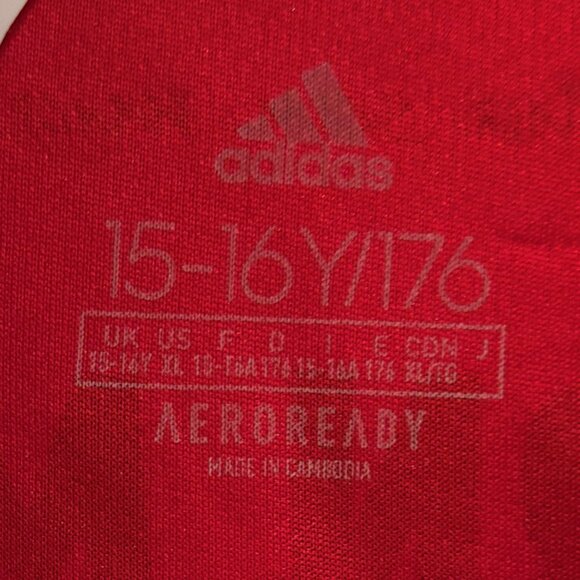 adidas
15-16Y/176
UK US F D I E CDN J
15-16Y XL 15-16A 176 15-16A 176 XL/TG
AEROREADY
MADE IN CAMBODIA